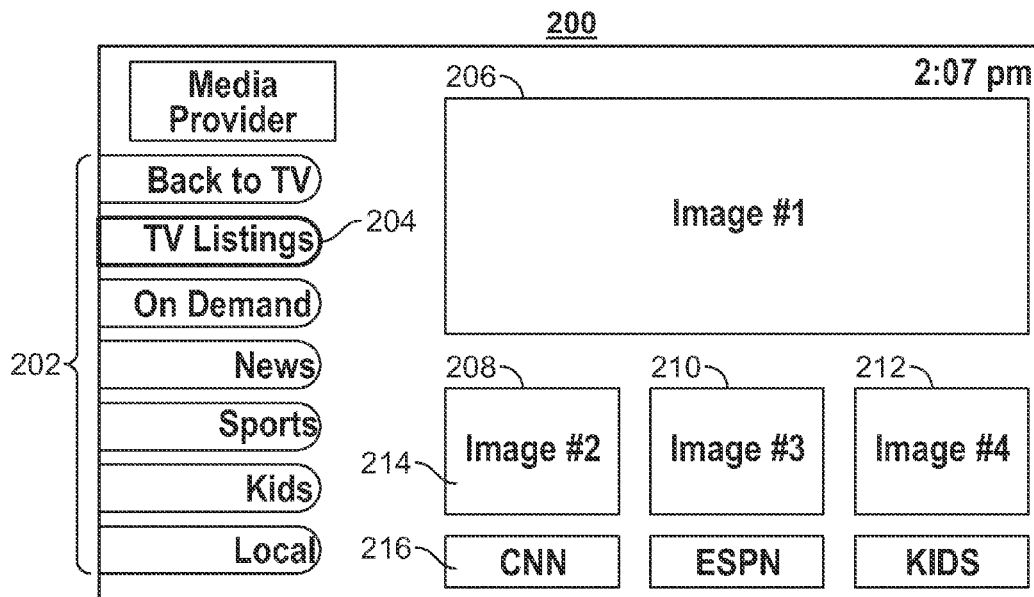 200
2:07 pm
Media
Provider
206
Image #1
Back to TV
TV Listings
204
On Demand
News
202
Sports
Kids
Local
208
210
212
Image #2
Image #3
Image #4
214
216
CNN
ESPN
KIDS